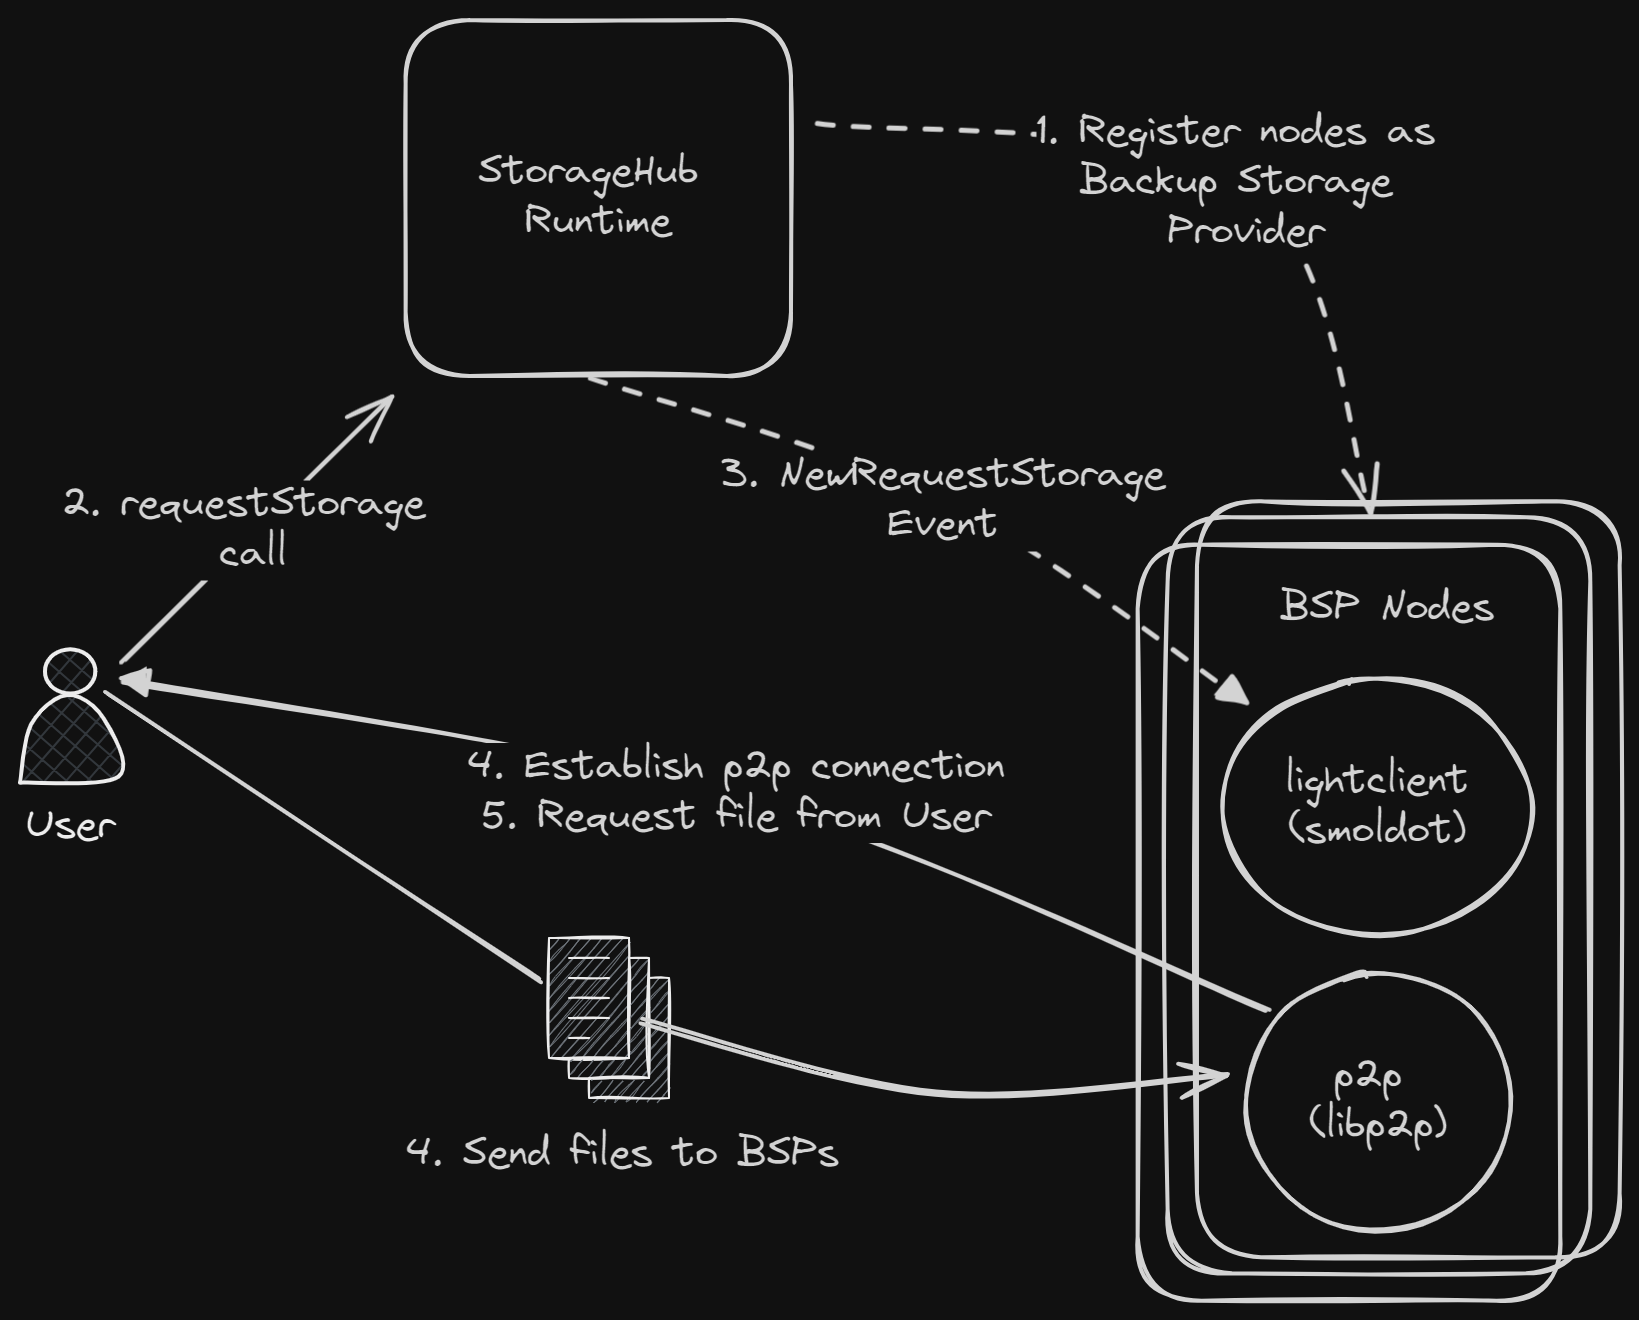 StorageHub
Runtime
1. Register nodes as
Backup Storage
Provider
2. requestStorage
call
3. NewRequestStorage
Event
BSP Nodes
lightclient
(smoldot)
User
4. Establish p2p connection
5. Request file from User
p2p
(libp2p)
4. Send files to BSPs